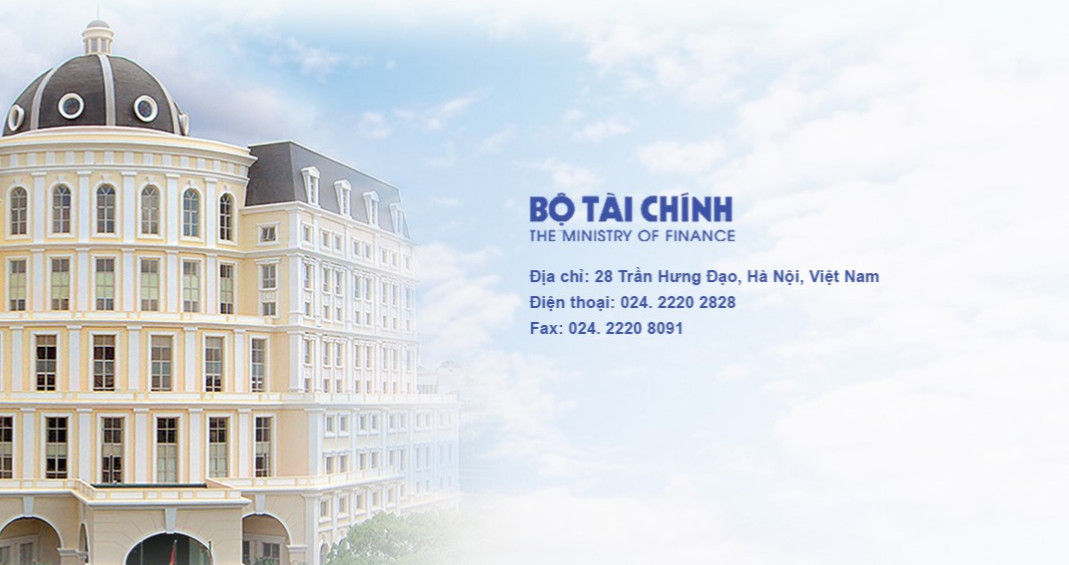 BỘ TÀI CHÍNH
THE MINISTRY OF FINANCE
Địa chỉ: 28 Trần Hưng Đạo, Hà Nội, Việt Nam
Điện thoại: 024. 2220 2828
Fax: 024. 2220 8091